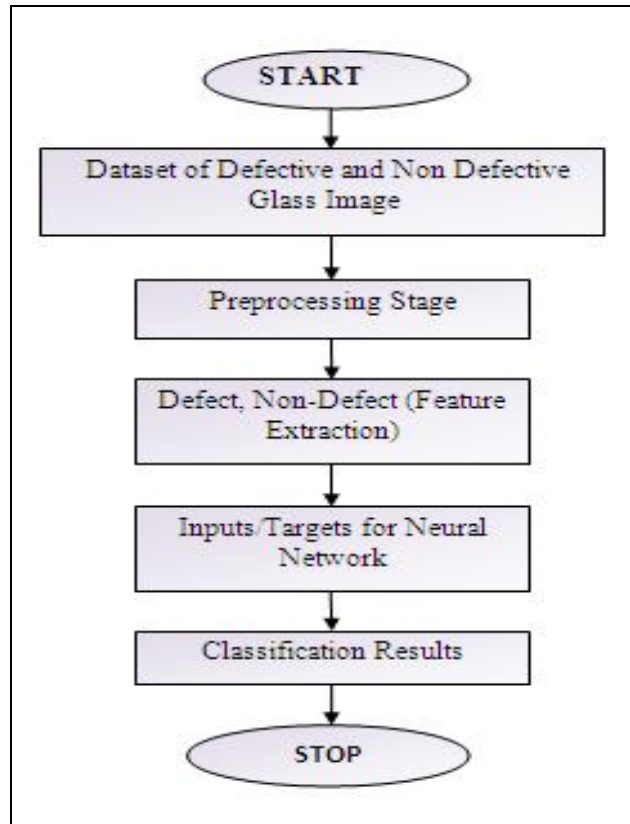 START
Dataset of Defective and Non Defective
Glass Image
Preprocessing Stage
Defect, Non-Defect (Feature
Extraction)
Inputs/Targets for Neural
Network
Classification Results
STOP